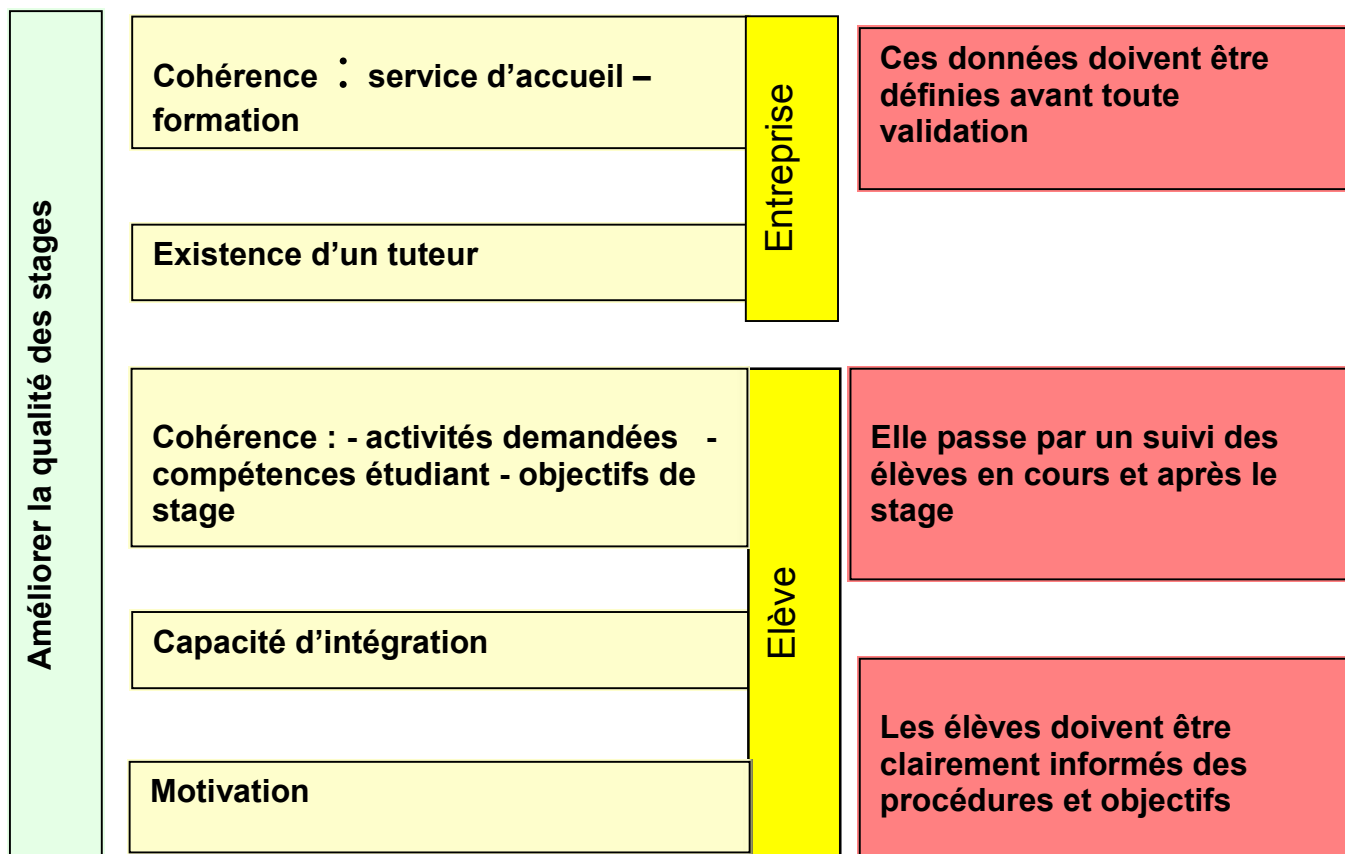 Améliorer la qualité des stages
Cohérence : service d’accueil –
formation
Existence d’un tuteur
Entreprise
Ces données doivent être
définies avant toute
validation
Cohérence : - activités demandées -
compétences étudiant - objectifs de
stage
Capacité d’intégration
Motivation
Elève
Elle passe par un suivi des
élèves en cours et après le
stage
Les élèves doivent être
clairement informés des
procédures et objectifs